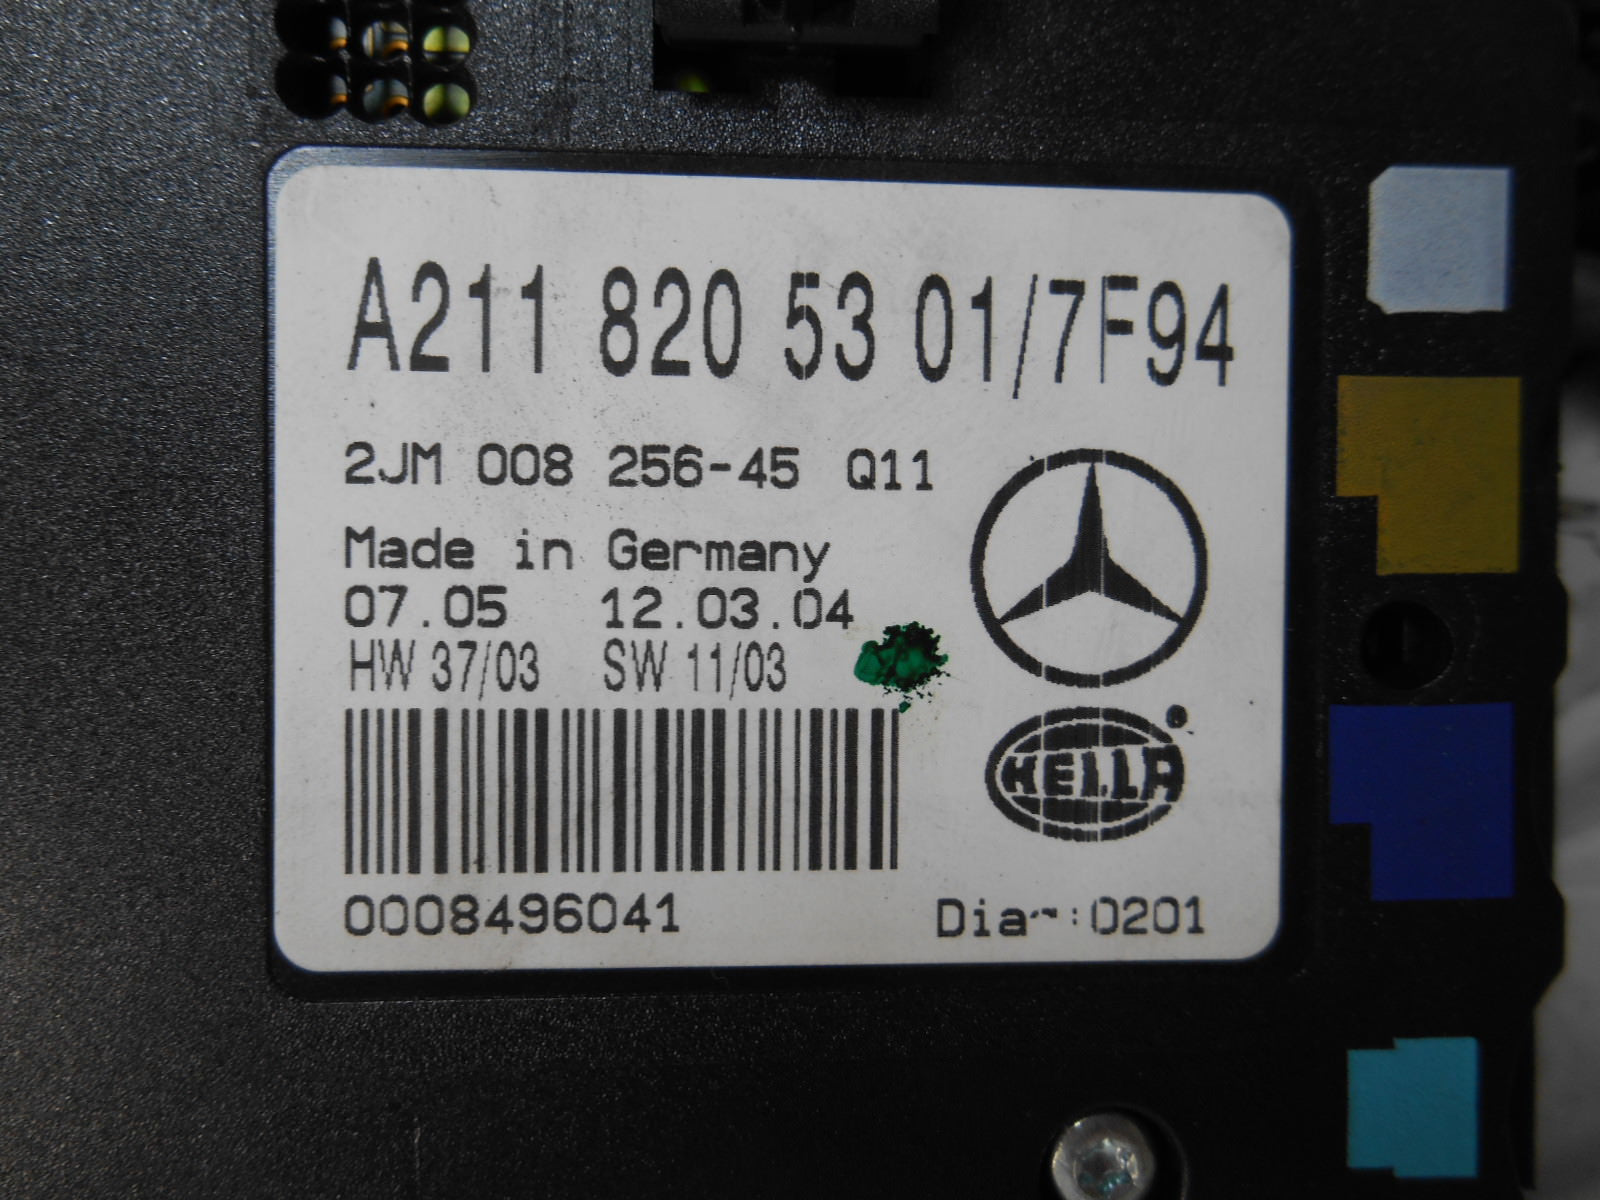 A211 820 53 01/7F94
2JM 008 256-45 Q11
Made in Germany
07.05 12.03.04
HW 37/03 SW 11/03
HELLA
0008496041
:0201